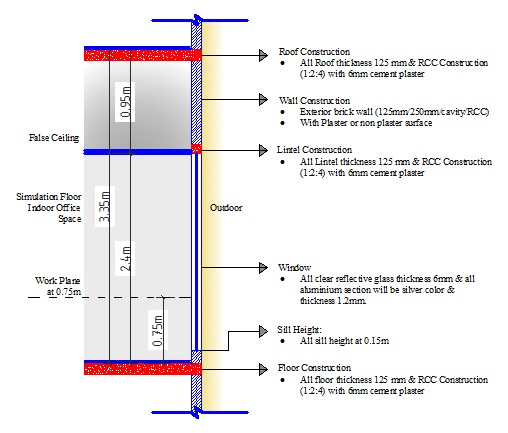 Roof Construction
• All Roof thickness 125 mm & RCC Construction
(1:2:4) with 6mm cement plaster
0.95m
Wall Construction
• Exterior brick wall (125mm/250mm/cavity/RCC)
• With Plaster or non plaster surface
False Ceiling
Lintel Construction
• All Lintel thickness 125 mm & RCC Construction
(1:2:4) with 6mm cement plaster
Simulation Floor
Indoor Office
Space
3.35m
Outdoor
2.4m
Window
• All clear reflective glass thickness 6mm & all
aluminium section will be silver color &
thickness 1.2mm.
Work Plane
at 0.75m
0.75m
Sill Height:
• All sill height at 0.15m
Floor Construction
• All floor thickness 125 mm & RCC Construction
(1:2:4) with 6mm cement plaster